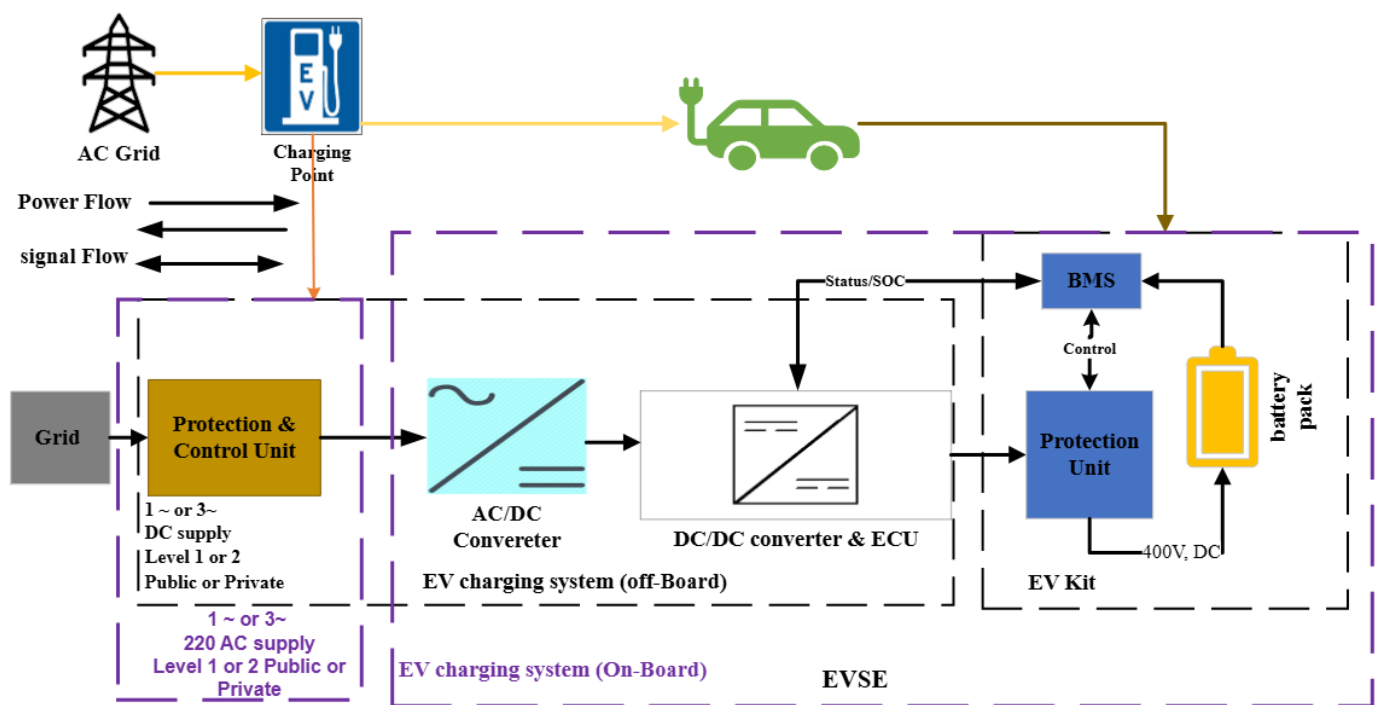 E
V
AC Grid
Charging
Point
Power Flow
signal Flow
Status/SOC
BMS
Control
battery
pack
Grid
Protection &
Control Unit
Protection
Unit
1 ~ or 3~
DC supply
Level 1 or 2
Public or Private
AC/DC
Convereter
DC/DC converter & ECU
400V, DC
EV charging system (off-Board)
EV Kit
1 ~ or 3~
220 AC supply
Level 1 or 2 Public or
Private
EV charging system (On-Board)
EVSE